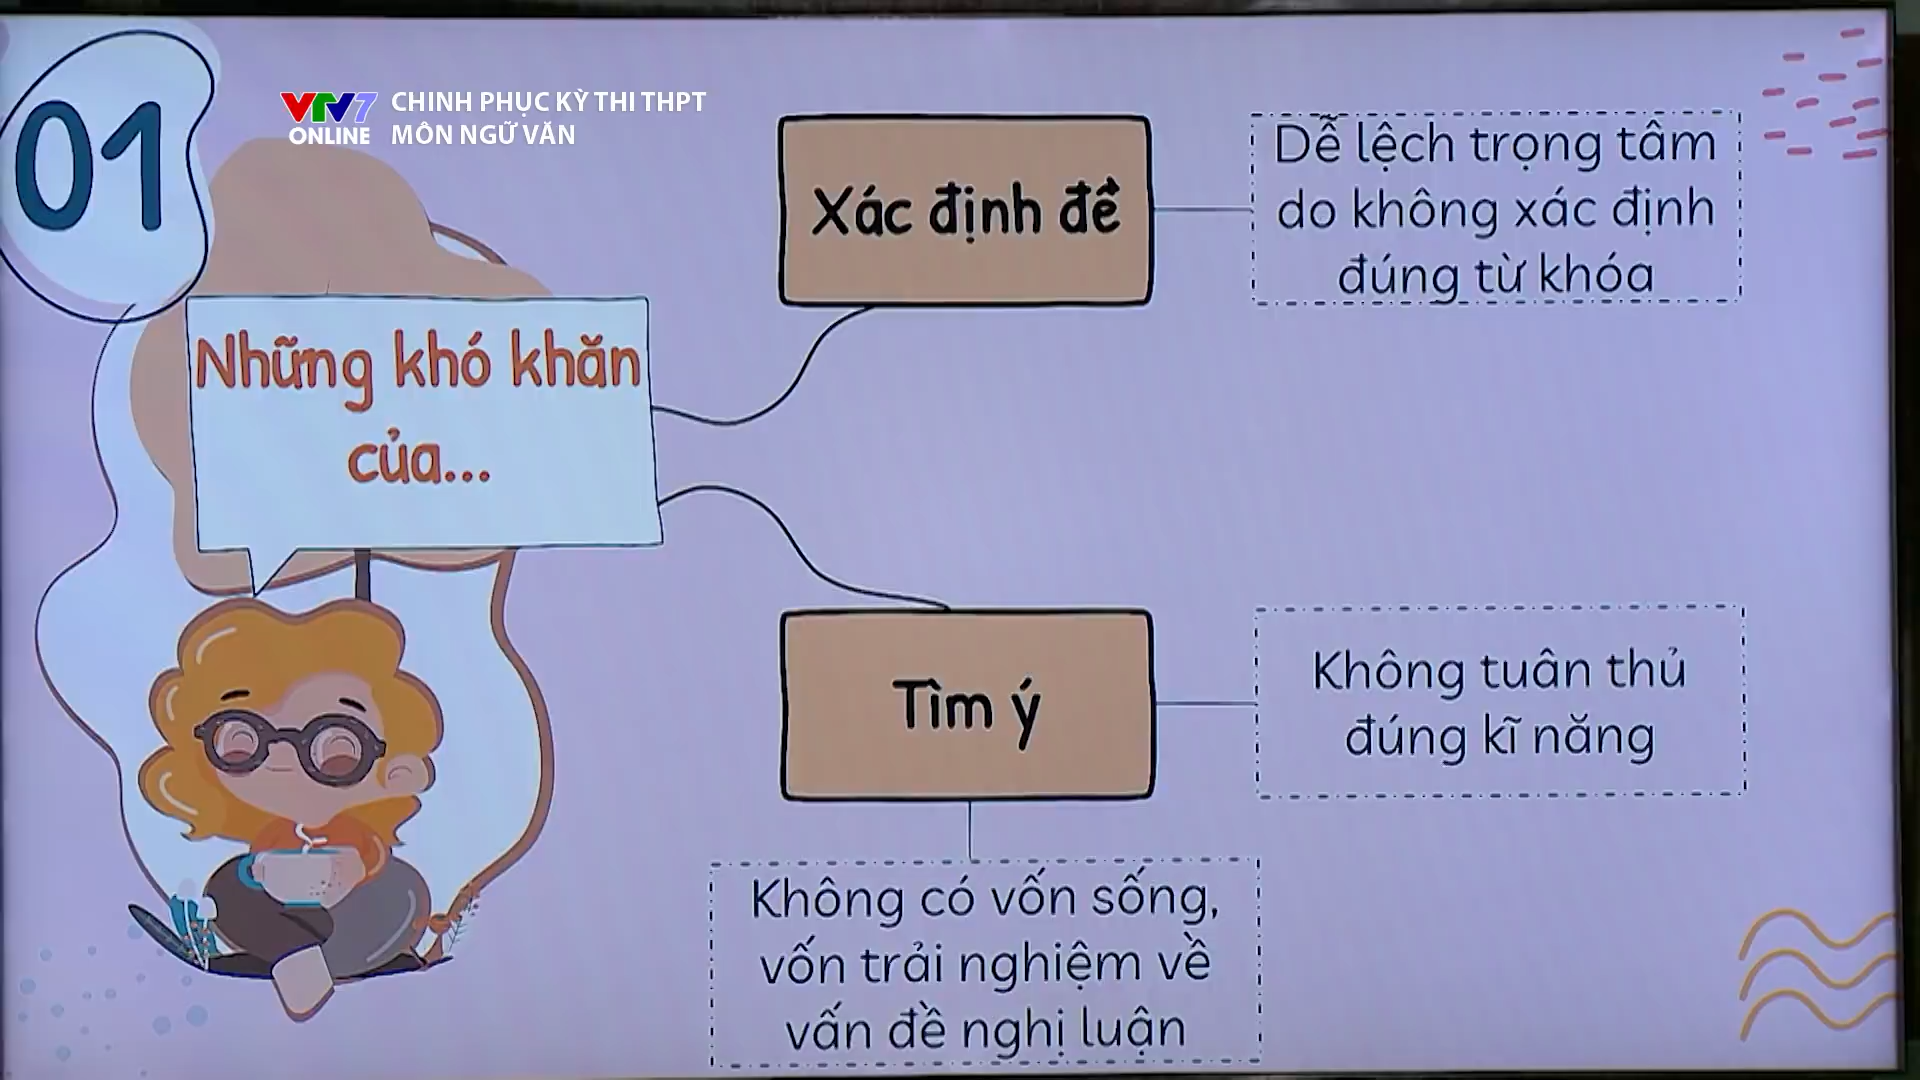 01
VTV7
ONLINE
CHINH PHỤC KỲ THI THPT
MÔN NGỮ VĂN
Những khó khăn
của...
Xác định đề
Dễ lệch trọng tâm
do không xác định
đúng từ khóa
Tìm ý
Không tuân thủ
đúng kĩ năng
Không có vốn sống,
vốn trải nghiệm về
vấn đề nghị luận